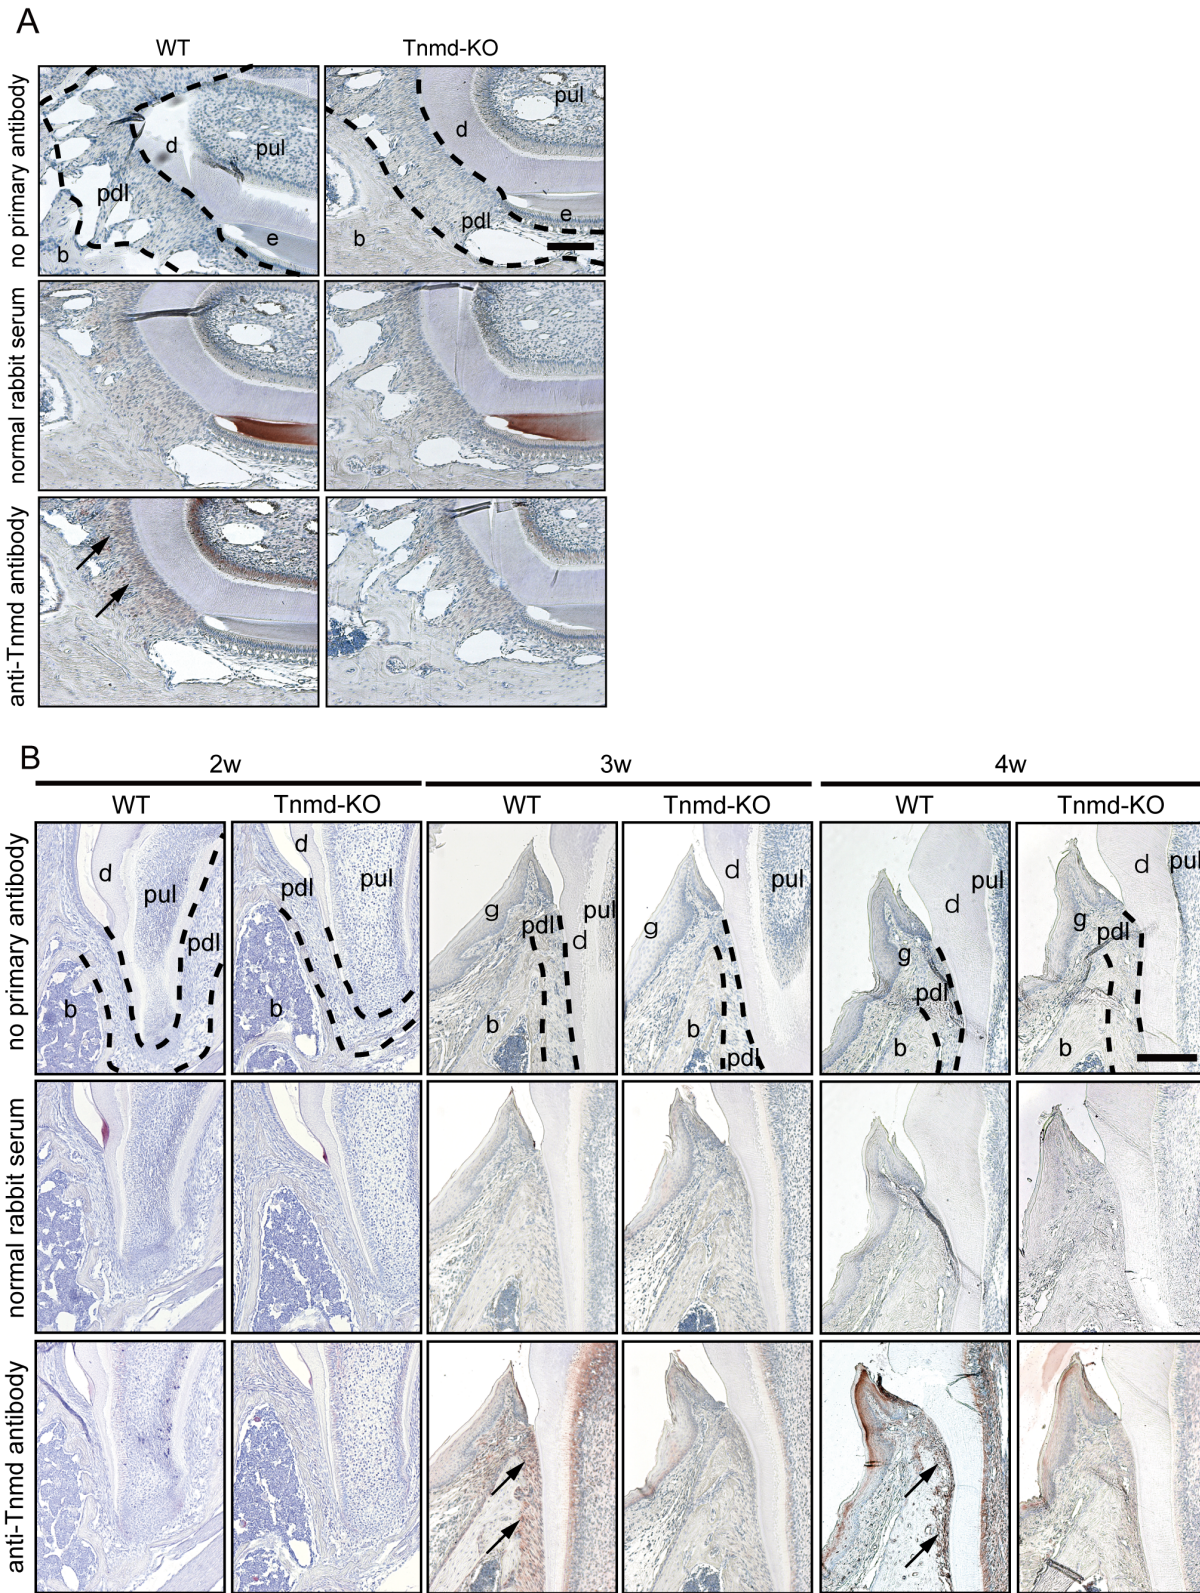 A
WT Tnmd-KO
no primary antibody
d pul pdl b e
pul d pdl b e
normal rabbit serum
anti-Tnmd antibody
B
2w 3w 4w
WT Tnmd-KO WT Tnmd-KO WT Tnmd-KO
no primary antibody
d pul pdl b
d pdl pul b
g pdl pul d b
d pul g b pdl
d pul g pdl b
d pul g pdl b
normal rabbit serum
anti-Tnmd antibody